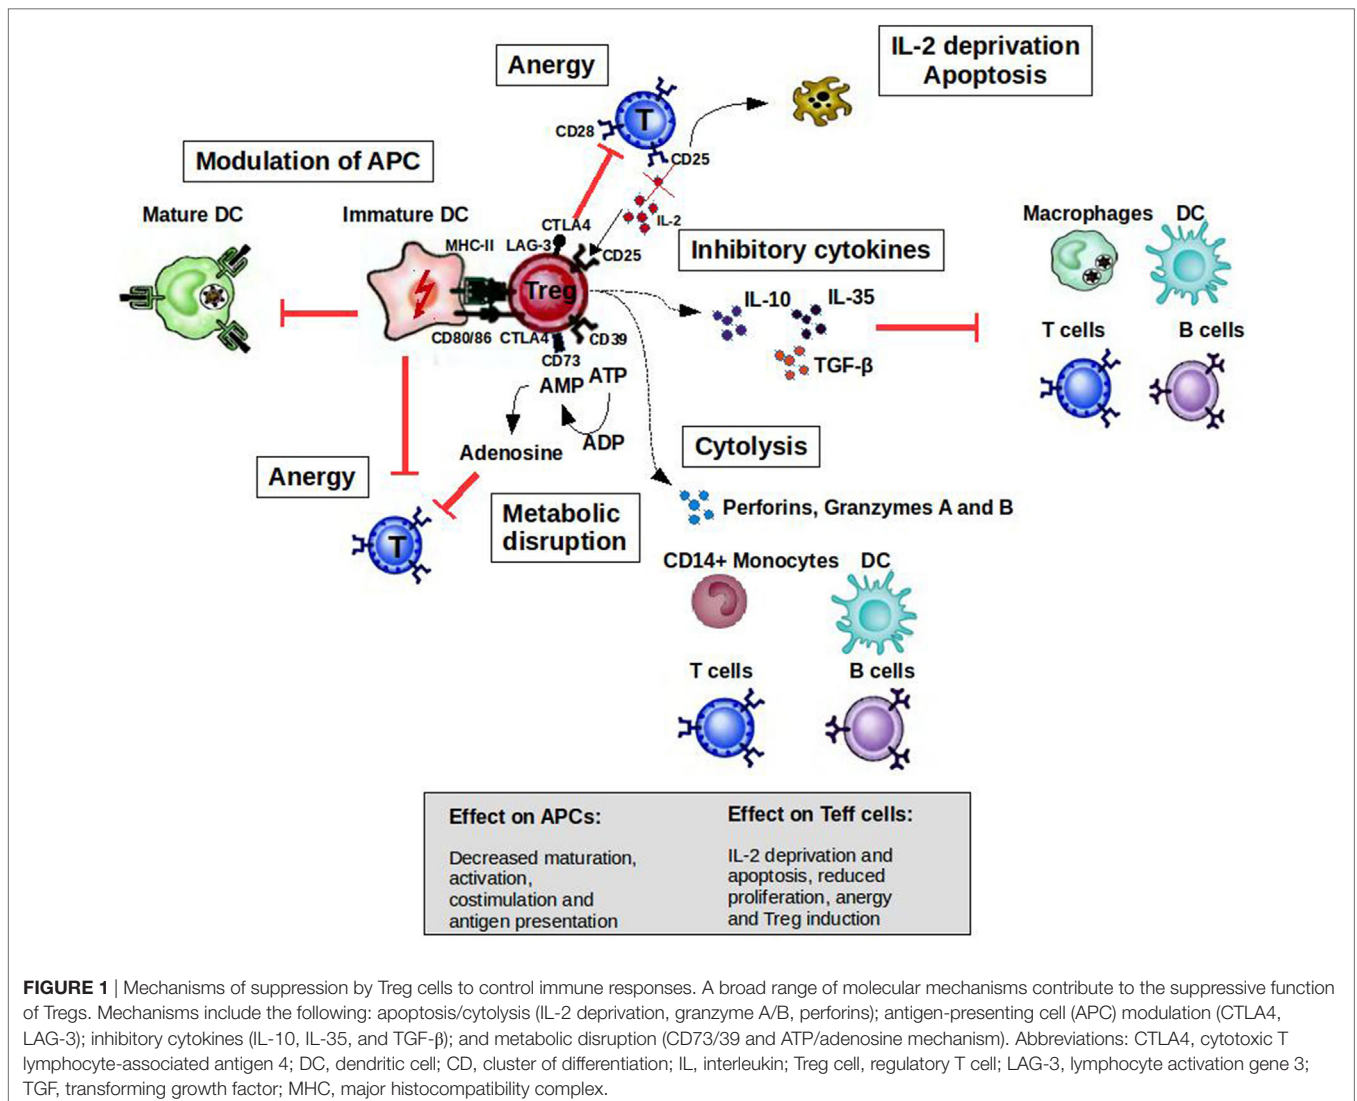 IL-2 deprivation
Apoptosis
Anergy
T
CD28
CD25
Modulation of APC
Mature DC
Immature DC
IL-2
CTLA4
MHC-II
LAG-3
CD25
Treg
CD80/86
CTLA4
CD39
CD73
Inhibitory cytokines
IL-10
IL-35
TGF-β
Macrophages
DC
T cells
B cells
AMP
ATP
ADP
Adenosine
Anergy
T
Metabolic
disruption
Cytolysis
Perforins, Granzymes A and B
CD14+ Monocytes
DC
T cells
B cells
Effect on APCs:
Decreased maturation,
activation,
costimulation and
antigen presentation
Effect on Teff cells:
IL-2 deprivation and
apoptosis, reduced
proliferation, anergy
and Treg induction
FIGURE 1 | Mechanisms of suppression by Treg cells to control immune responses. A broad range of molecular mechanisms contribute to the suppressive function
of Tregs. Mechanisms include the following: apoptosis/cytolysis (IL-2 deprivation, granzyme A/B, perforins); antigen-presenting cell (APC) modulation (CTLA4,
LAG-3); inhibitory cytokines (IL-10, IL-35, and TGF-β); and metabolic disruption (CD73/39 and ATP/adenosine mechanism). Abbreviations: CTLA4, cytotoxic T
lymphocyte-associated antigen 4; DC, dendritic cell; CD, cluster of differentiation; IL, interleukin; Treg cell, regulatory T cell; LAG-3, lymphocyte activation gene 3;
TGF, transforming growth factor; MHC, major histocompatibility complex.